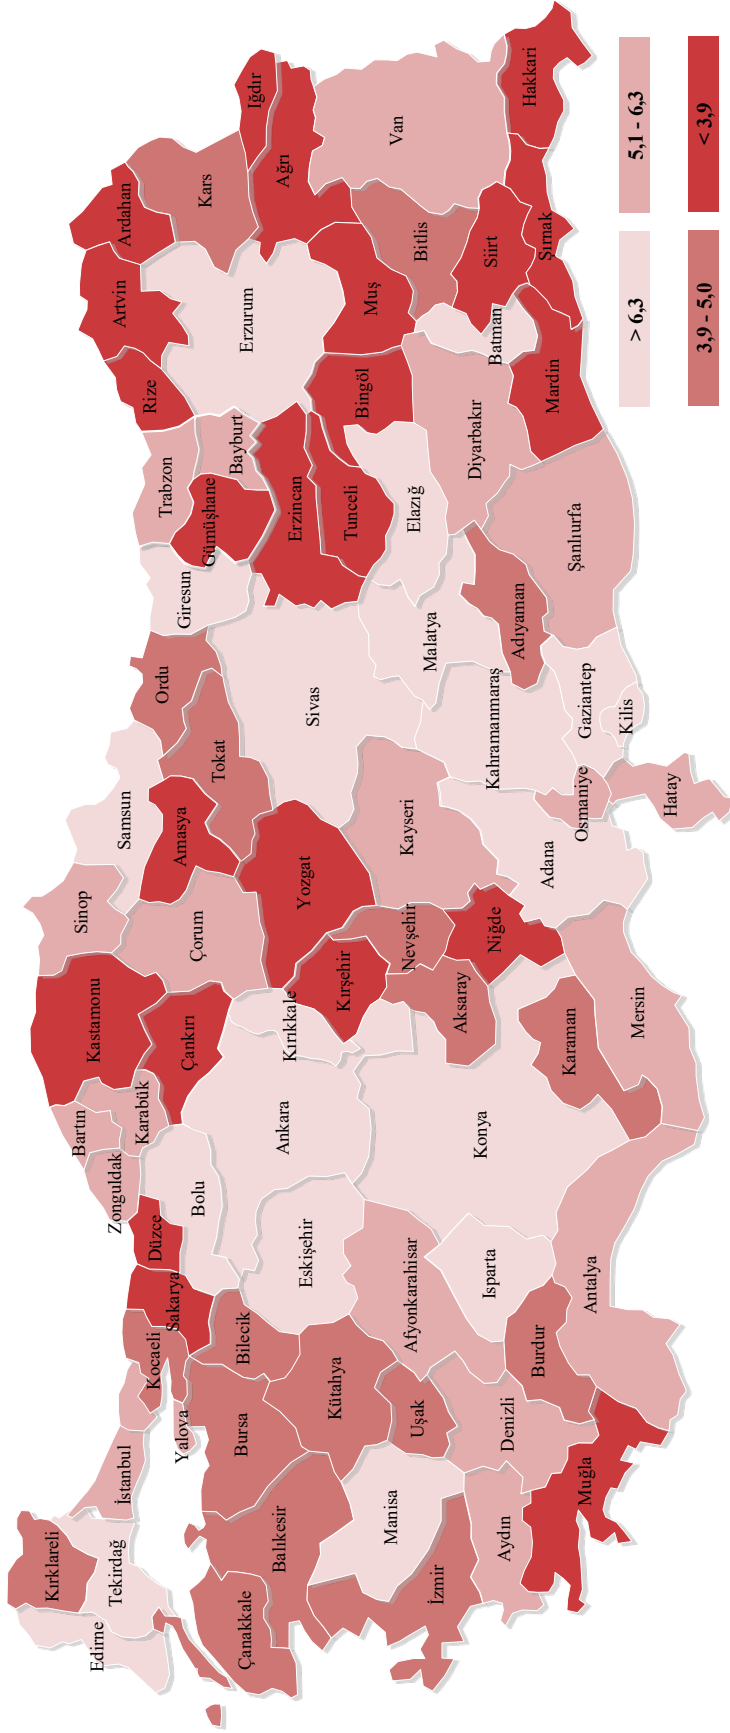 Kırklareli
Edirne
Tekirdağ
İstanbul
Yalova
Kocaeli
Sakarya
Düzce
Zonguldak
Bartın
Karabük
Kastamonu
Sinop
Samsun
Ordu
Giresun
Trabzon
Rize
Artvin
Ardahan
Çanakkale
Balıkesir
Bursa
Bilecik
Bolu
Çankırı
Çorum
Amasya
Tokat
Gümüşhane
Bayburt
Erzurum
Kars
Iğdır
Ağrı
Kütahya
Eskişehir
Ankara
Kırıkkale
Kırşehir
Yozgat
Sivas
Erzincan
Tunceli
Bingöl
Muş
Manisa
İzmir
Uşak
Afyonkarahisar
Konya
Aksaray
Nevşehir
Kayseri
Malatya
Elazığ
Bitlis
Van
Aydın
Denizli
Isparta
Burdur
Niğde
Kahramanmaraş
Adıyaman
Diyarbakır
Batman
Siirt
Şırnak
Hakkari
Muğla
Antalya
Karaman
Mersin
Adana
Osmaniye
Gaziantep
Kilis
Hatay
Şanlıurfa
Mardin
> 6,3
5,1 - 6,3
3,9 - 5,0
< 3,9